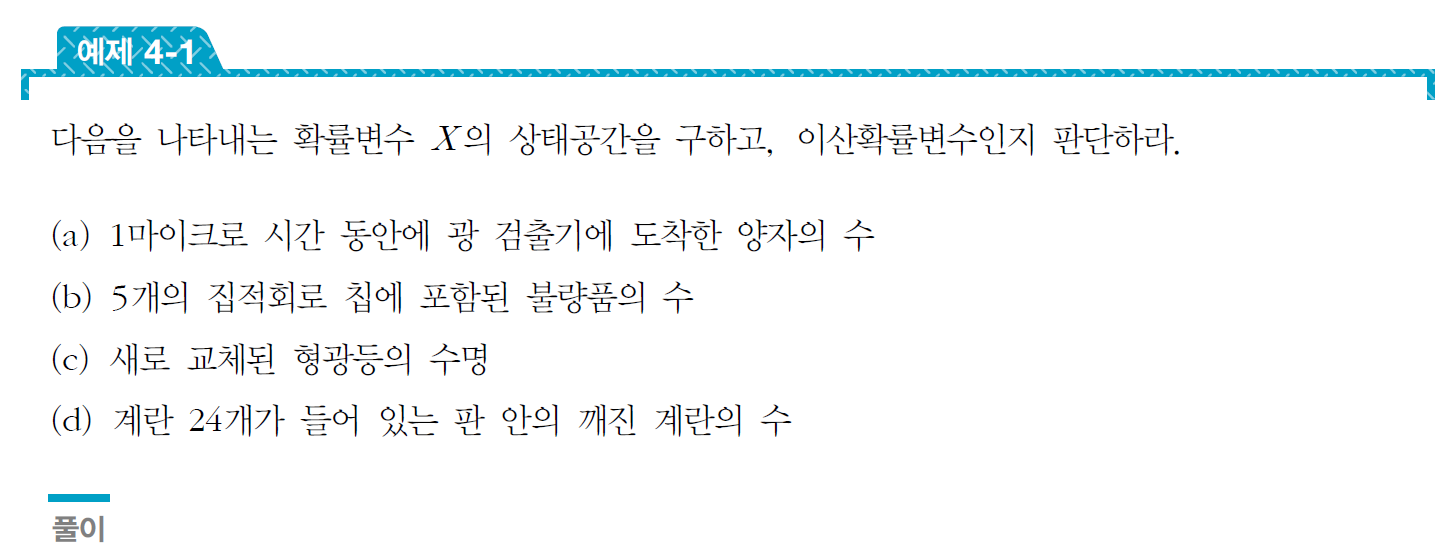 예제 4-1
다음을 나타내는 확률변수 X의 상태공간을 구하고, 이산확률변수인지 판단하라.
(a) 1마이크로 시간 동안에 광 검출기에 도착한 양자의 수
(b) 5개의 집적회로 칩에 포함된 불량품의 수
(c) 새로 교체된 형광등의 수명
(d) 계란 24개가 들어 있는 판 안의 깨진 계란의 수
풀이